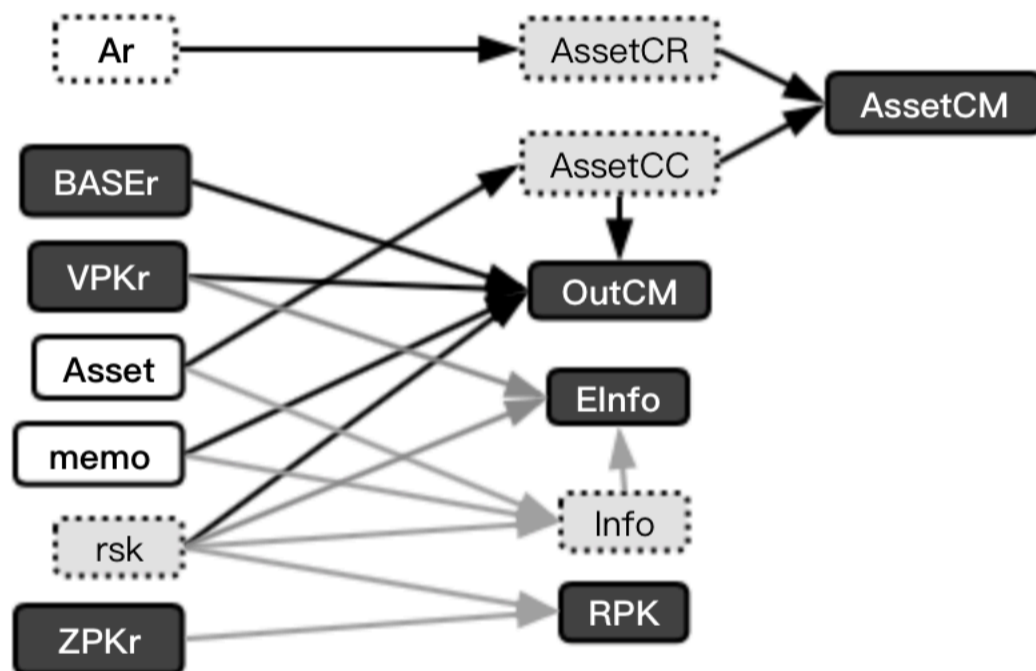 Ar
AssetCR
AssetCM
AssetCC
BASEr
VPKr
OutCM
Asset
EInfo
memo
Info
rsk
RPK
ZPKr